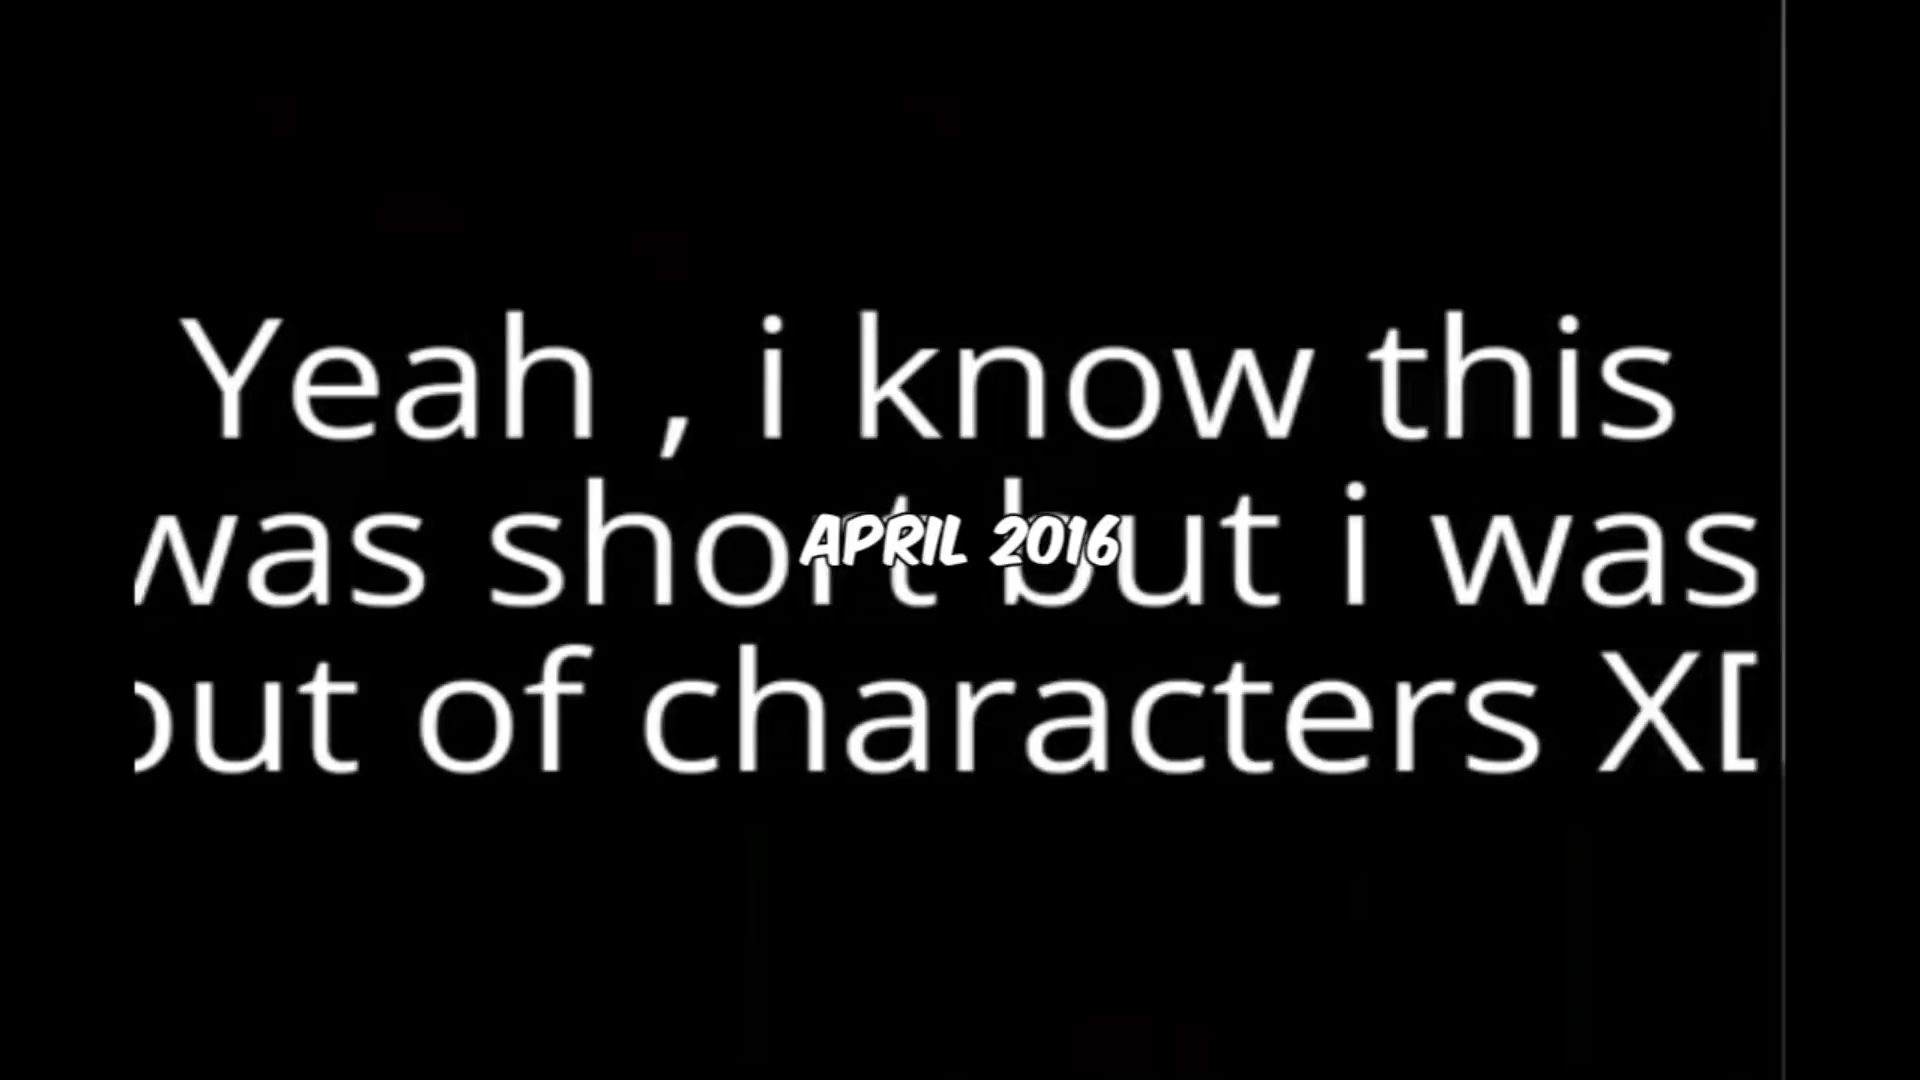 Yeah , i know this
was short but i was
out of characters XD
APRIL 2016